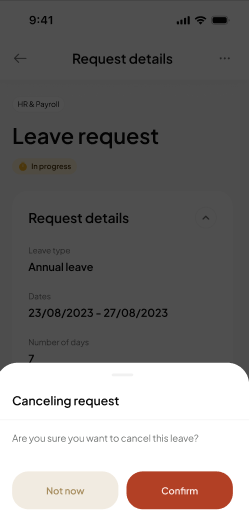 9:41
Request details
HR & Payroll
Leave request
In progress
Request details
Leave type
Annual leave
Dates
23/08/2023 - 27/08/2023
Number of days
7
Canceling request
Are you sure you want to cancel this leave?
Not now
Confirm